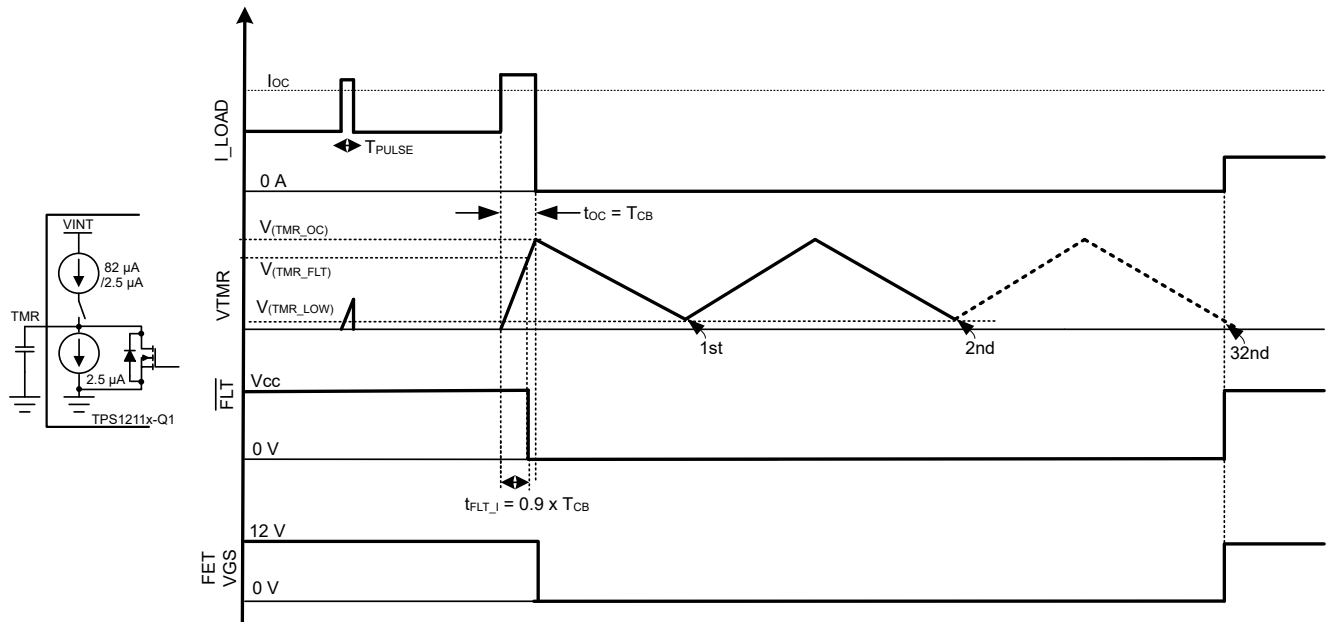 I_LOAD
IOC
TPULSE
0 A
tOC = TCB
VINT
82 µA
/2.5 µA
TMR
2.5 µA
TPS1211x-Q1
VTMR
V(TMR_OC)
V(TMR_FLT)
V(TMR_LOW)
1st
2nd
32nd
FLT
Vcc
0 V
tFLT_I = 0.9 x TCB
FET
VGS
12 V
0 V